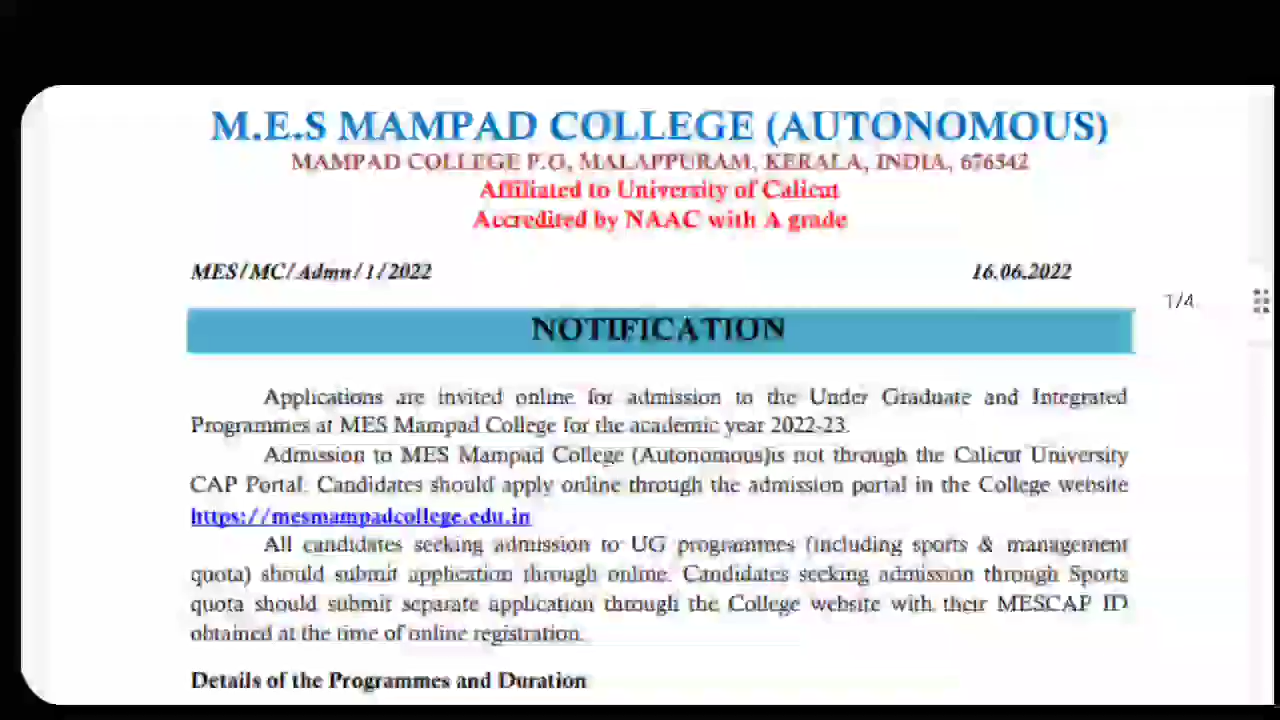 M.E.S MAMPAD COLLEGE (AUTONOMOUS)
MAMPAD COLLEGE P.O, MALAPPURAM, KERALA, INDIA, 676542
Affiliated to University of Calicut
Accredited by NAAC with A grade
MES/MC/Admn/1/2022 16.06.2022
1/4
NOTIFICATION
Applications are invited online for admission to the Under Graduate and Integrated
Programmes at MES Mampad College for the academic year 2022-23.
Admission to MES Mampad College (Autonomous)is not through the Calicut University
CAP Portal. Candidates should apply online through the admission portal in the College website
https://mesmampadcollege.edu.in
All candidates seeking admission to UG programmes (including sports & management
quota) should submit application through online. Candidates seeking admission through Sports
quota should submit separate application through the College website with their MESCAP ID
obtained at the time of online registration.
Details of the Programmes and Duration